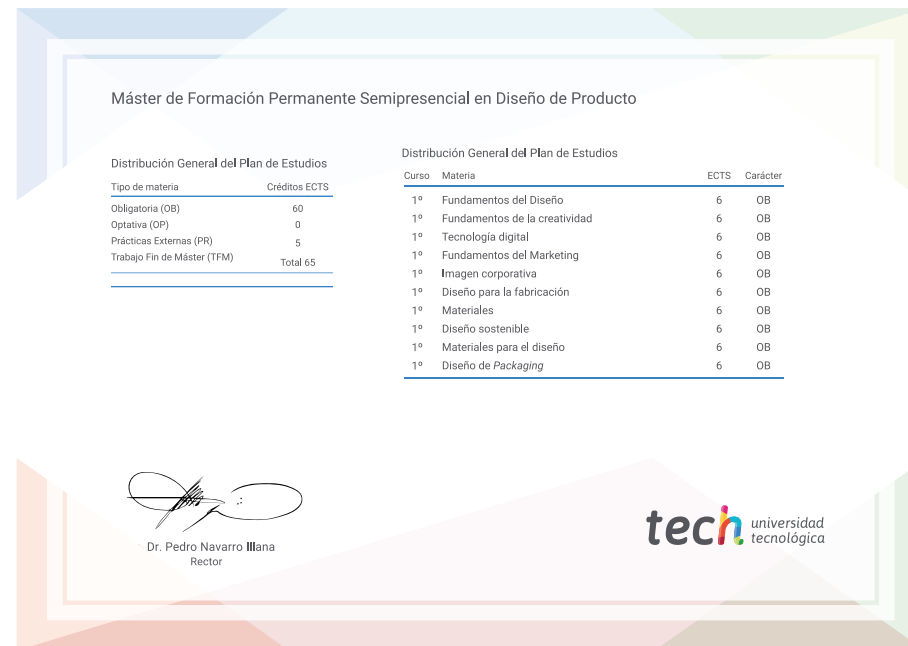 Máster de Formación Permanente Semipresencial en Diseño de Producto
Distribución General del Plan de Estudios
Tipo de materia Créditos ECTS
Obligatoria (OB) 60
Optativa (OP) 0
Prácticas Externas (PR) 5
Trabajo Fin de Máster (TFM)
Total 65
Distribución General del Plan de Estudios
Curso Materia ECTS Carácter
1º Fundamentos del Diseño 6 OB
1º Fundamentos de la creatividad 6 OB
1º Tecnología digital 6 OB
1º Fundamentos del Marketing 6 OB
1º Imagen corporativa 6 OB
1º Diseño para la fabricación 6 OB
1º Materiales 6 OB
1º Diseño sostenible 6 OB
1º Materiales para el diseño 6 OB
1º Diseño de Packaging 6 OB
Dr. Pedro Navarro Illana
Rector
tech universidad
tecnológica